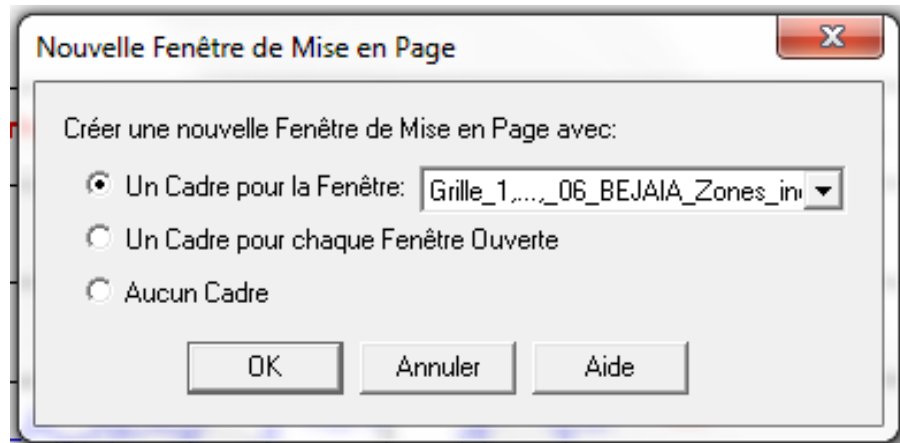 Nouvelle Fenêtre de Mise en Page
Créer une nouvelle Fenêtre de Mise en Page avec:
Un Cadre pour la Fenêtre: Grille_1,...,_06_BEJAIA_Zones_in
Un Cadre pour chaque Fenêtre Ouverte
Aucun Cadre
OK Annuler Aide